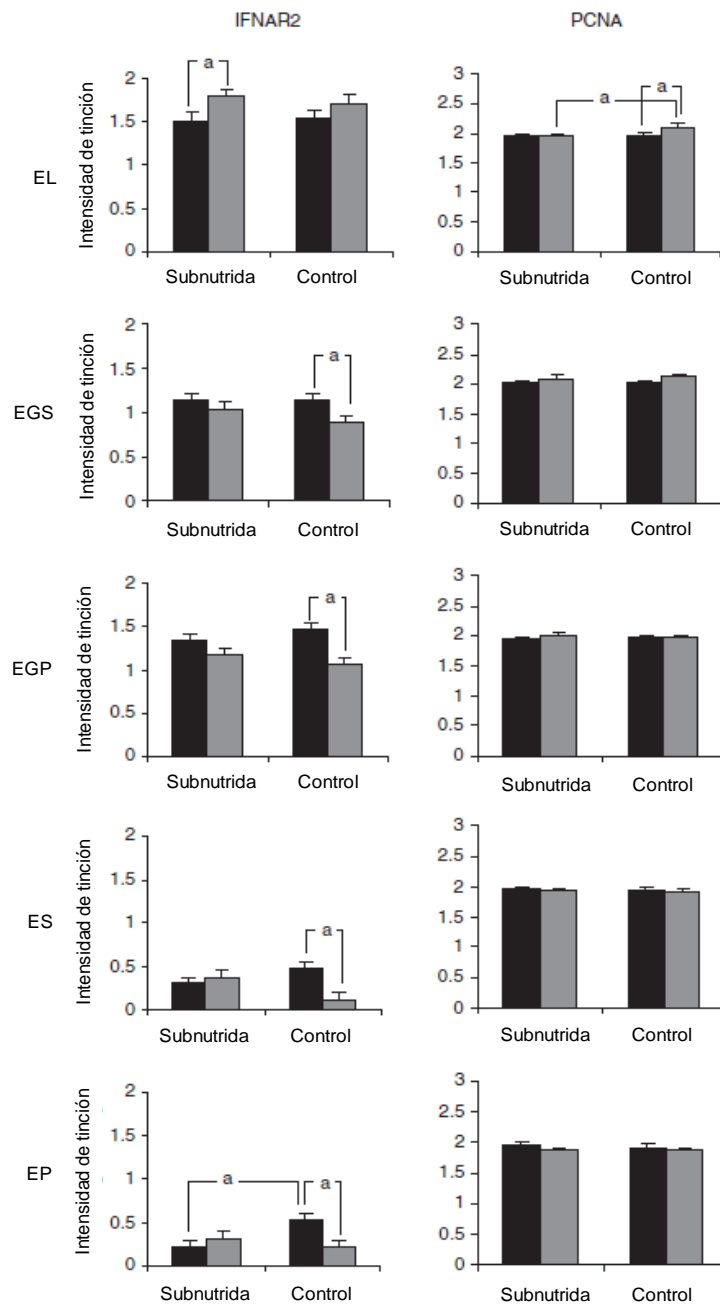 IFNAR2 PCNA
EL
Intensidad de tinción
2
1.5
1
0.5
0
a
Subnutrida Control
3
2.5
2
1.5
1
0.5
0
a
a
Subnutrida Control
EGS
Intensidad de tinción
2
1.5
1
0.5
0
a
Subnutrida Control
3
2.5
2
1.5
1
0.5
0
Subnutrida Control
EGP
Intensidad de tinción
2
1.5
1
0.5
0
a
Subnutrida Control
3
2.5
2
1.5
1
0.5
0
Subnutrida Control
ES
Intensidad de tinción
2
1.5
1
0.5
0
a
Subnutrida Control
3
2.5
2
1.5
1
0.5
0
Subnutrida Control
EP
Intensidad de tinción
2
1.5
1
0.5
0
a
a
Subnutrida Control
3
2.5
2
1.5
1
0.5
0
Subnutrida Control